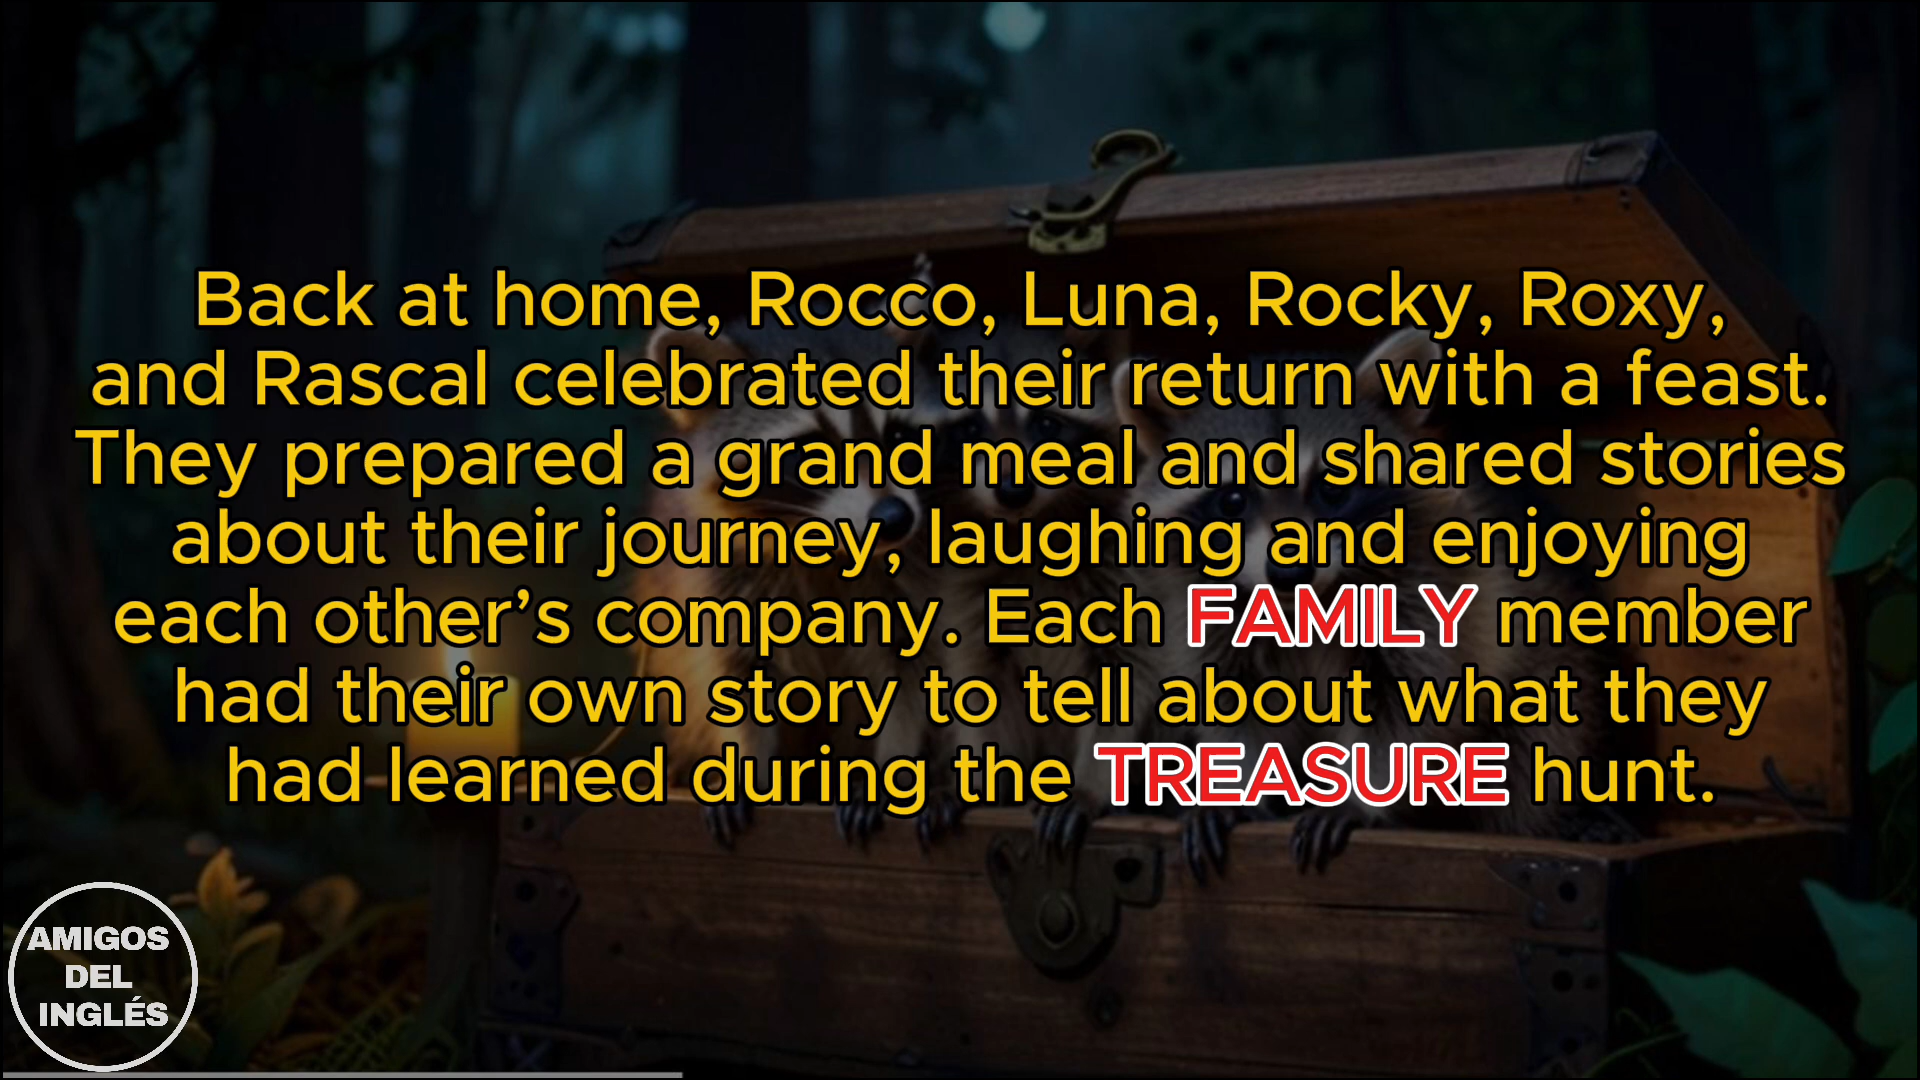 Back at home, Rocco, Luna, Rocky, Roxy,
and Rascal celebrated their return with a feast.
They prepared a grand meal and shared stories
about their journey, laughing and enjoying
each other’s company. Each FAMILY member
had their own story to tell about what they
had learned during the TREASURE hunt.
AMIGOS
DEL
INGLÉS